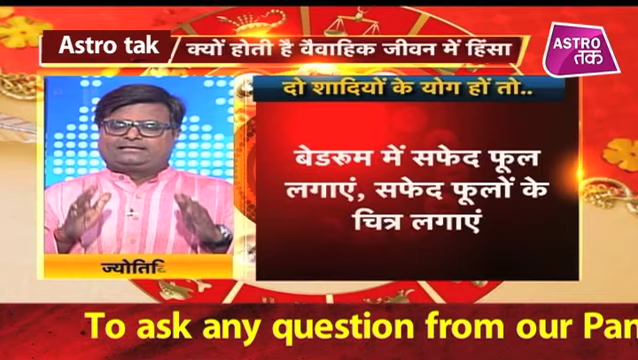 Astro tak
क्यों होती है वैवाहिक जीवन में हिंसा
ASTRO
तक
दो शादियों के योग हों तो..
बेडरूम में सफेद फूल
लगाएं, सफेद फूलों के
चित्र लगाएं
To ask any question from our Pan